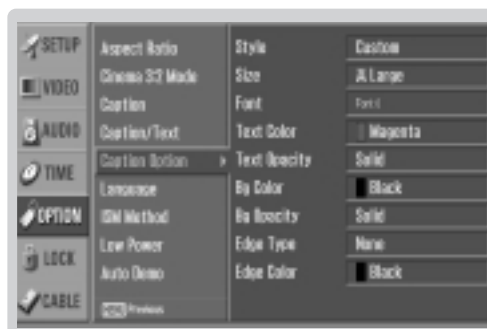 SETUP
VIDEO
AUDIO
TIME
OPTION
LOCK
CABLE
Aspect Ratio
Cinema 3:2 Mode
Caption
Caption/Text
Caption Option
Language
ISM Method
Low Power
Auto Demo
Previous
Style Custom
Size A Large
Font Font 1
Text Color Magenta
Text Opacity Solid
Bg Color Black
Bg Opacity Solid
Edge Type None
Edge Color Black